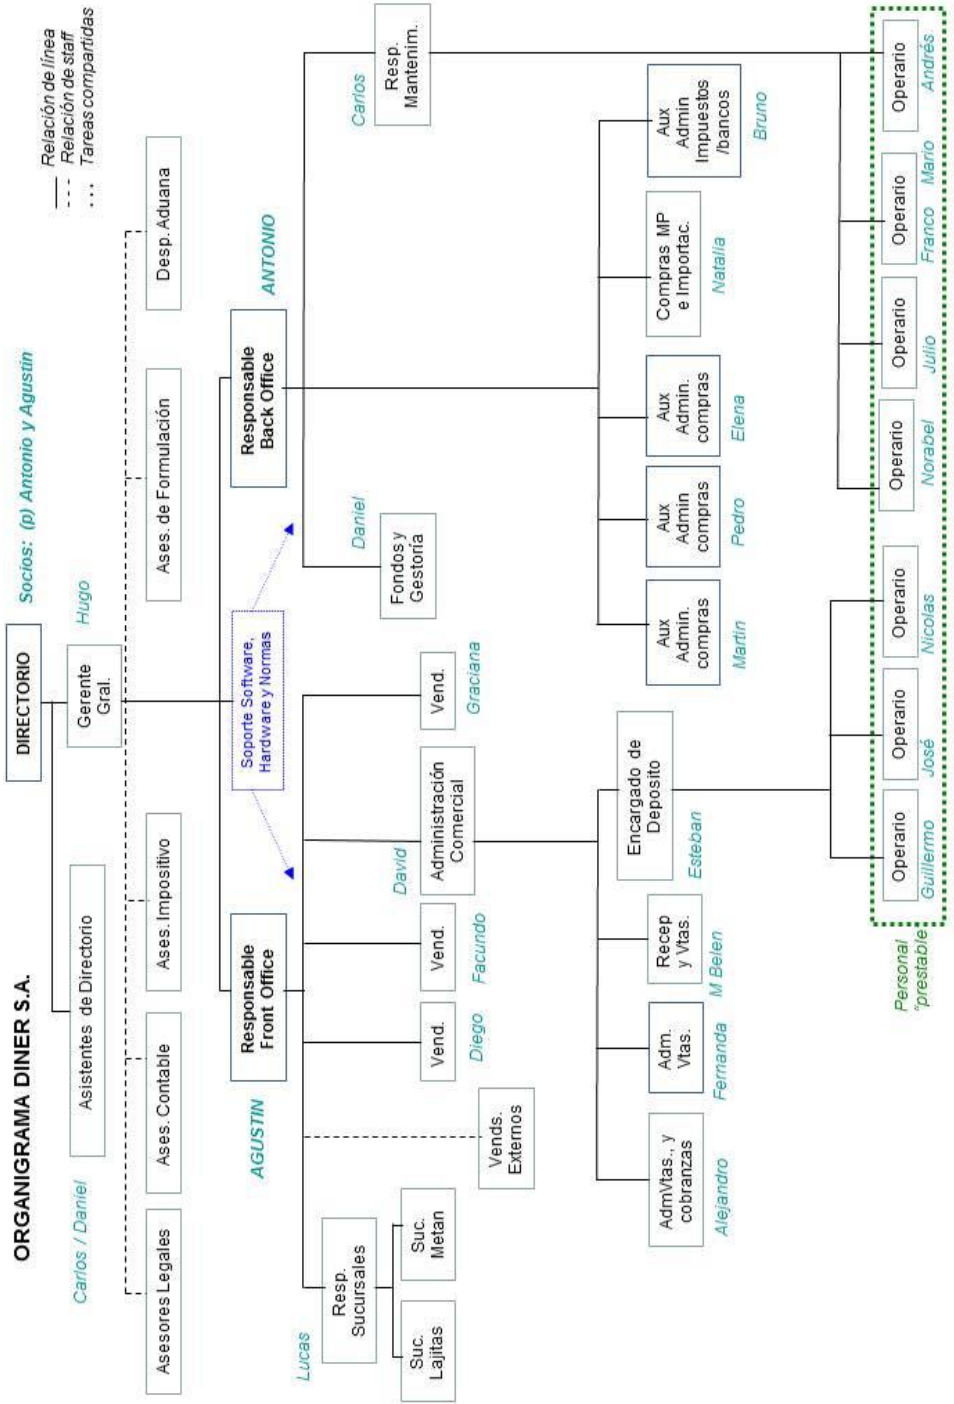 ORGANIGRAMA DINER S.A.
DIRECTORIO
Socios: (p) Antonio y Agustin
Relación de línea
Relación de staff
Tareas compartidas
Carlos / Daniel
Asistentes de Directorio
Gerente
Gral.
Hugo
Asesores Legales
Ases. Contable
Ases. Impositivo
Ases. de Formulación
Desp. Aduana
AGUSTIN
Responsable
Front Office
Soporte Software,
Hardware y Normas
Responsable
Back Office
ANTONIO
Lucas
Resp.
Sucursales
Suc.
Lajitas
Suc.
Metan
Vends.
Externos
Vend.
Diego
Vend.
Facundo
David
Administración
Comercial
Vend.
Graciana
Daniel
Fondos y
Gestoría
Carlos
Resp.
Mantenim.
AdmVtas., y
cobranzas
Alejandro
Adm.
Vtas.
Fernanda
Recep
y Vtas.
M Belen
Encargado de
Deposito
Esteban
Aux
Admin.
compras
Martin
Aux
Admin
compras
Pedro
Aux
Admin.
compras
Elena
Compras MP
e Importac.
Natalia
Aux
Admin
Impuestos
/bancos
Bruno
Personal
"prestable
Operario
Guillermo
Operario
José
Operario
Nicolas
Operario
Norabel
Operario
Julio
Operario
Franco
Mario
Operario
Andrés